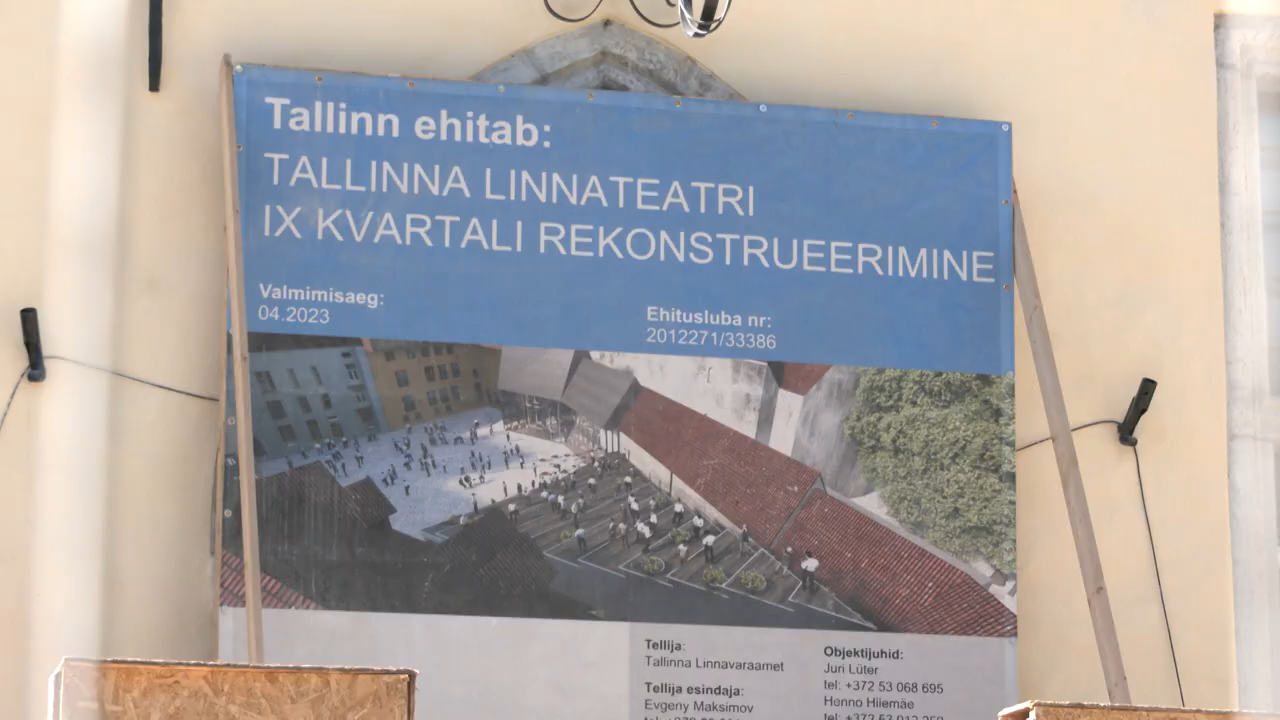 Tallinn ehitab:
TALLINNA LINNATEATRI
IX KVARTALI REKONSTRUEERIMINE
Valmimisaeg:
04.2023
Ehitusluba nr:
2012271/33386
Tellija:
Tallinna Linnavaraamet
Tellija esindaja:
Evgeny Maksimov
Objektijuhid:
Juri Lüter
tel: +372 53 068 695
Henno Hiiemäe